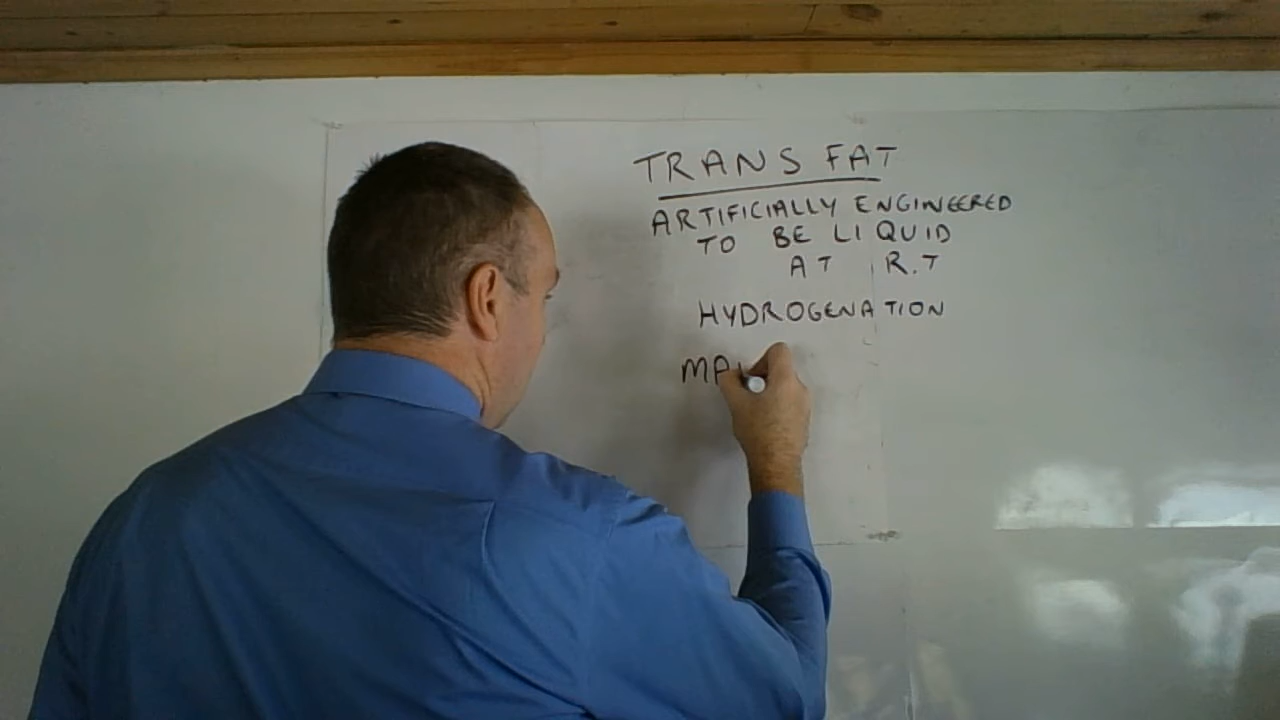 TRANS FAT
ARTIFICIALLY ENGINEERED
TO BE LIQUID
AT R.T
HYDROGENATION